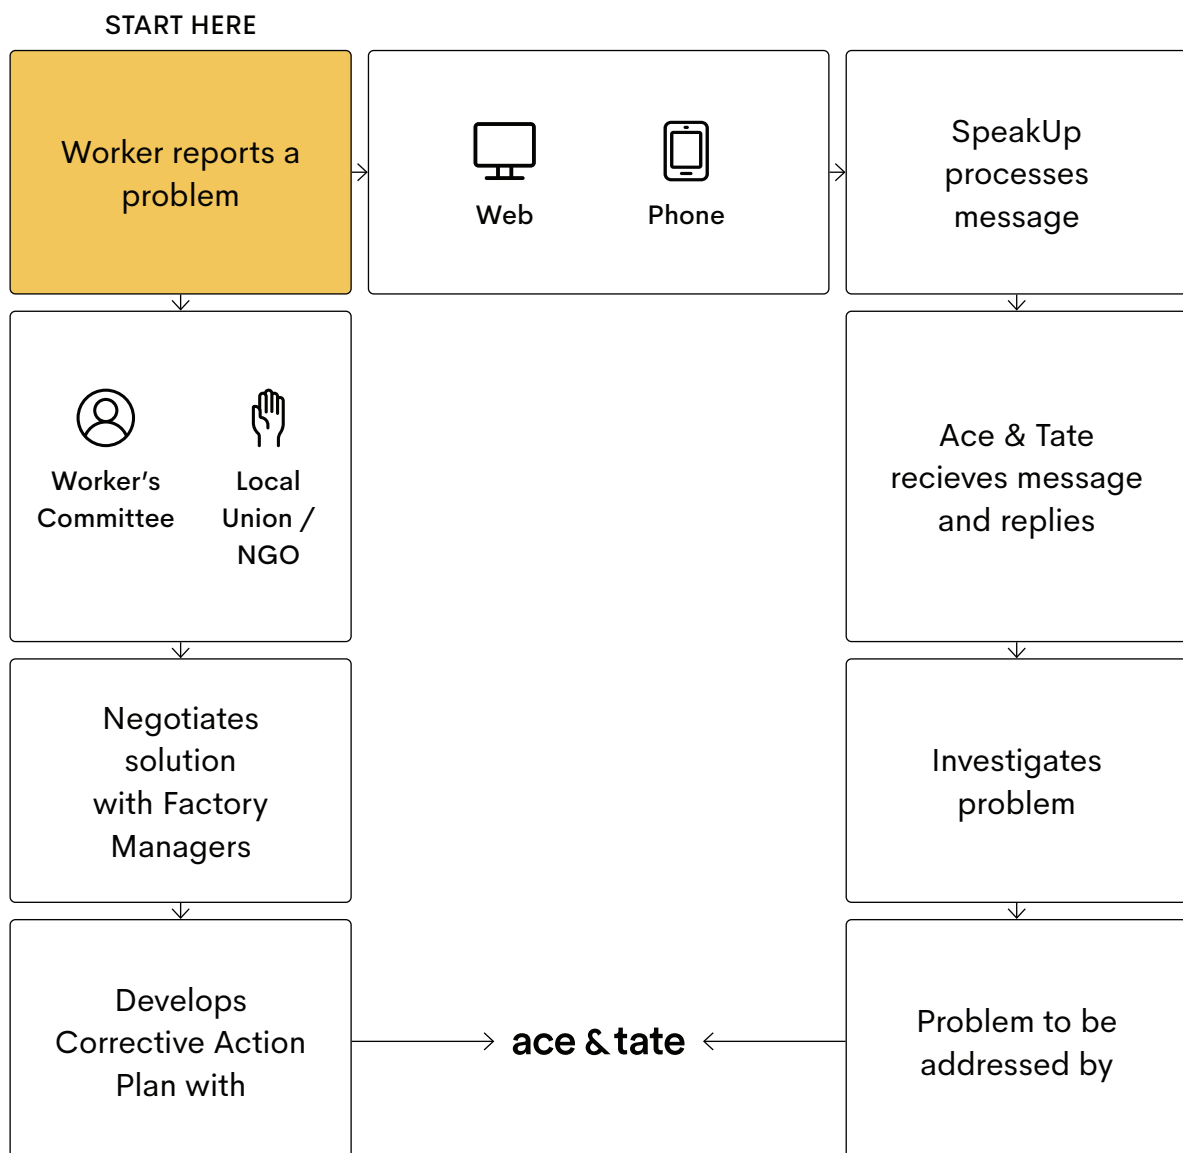 START HERE
Worker reports a
problem
Web
Phone
SpeakUp
processes
message
Worker's
Committee
Local
Union /
NGO
Ace & Tate
recieves message
and replies
Negotiates
solution
with Factory
Managers
Investigates
problem
Develops
Corrective Action
Plan with
ace & tate
Problem to be
addressed by